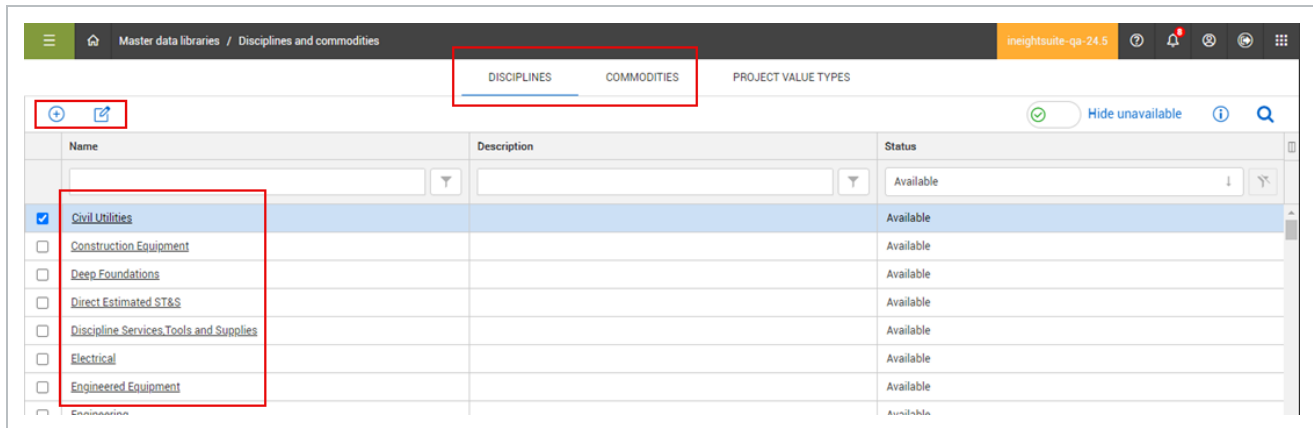 Master data libraries / Disciplines and commodities ineightsuite-qa-24.5 8
DISCIPLINES COMMODITIES PROJECT VALUE TYPES
Hide unavailable
Name Description Status
Available
Civil Utilities Available
Construction Equipment Available
Deep Foundations Available
Direct Estimated ST&S Available
Discipline Services,Tools and Supplies Available
Electrical Available
Engineered Equipment Available
Engineering Available